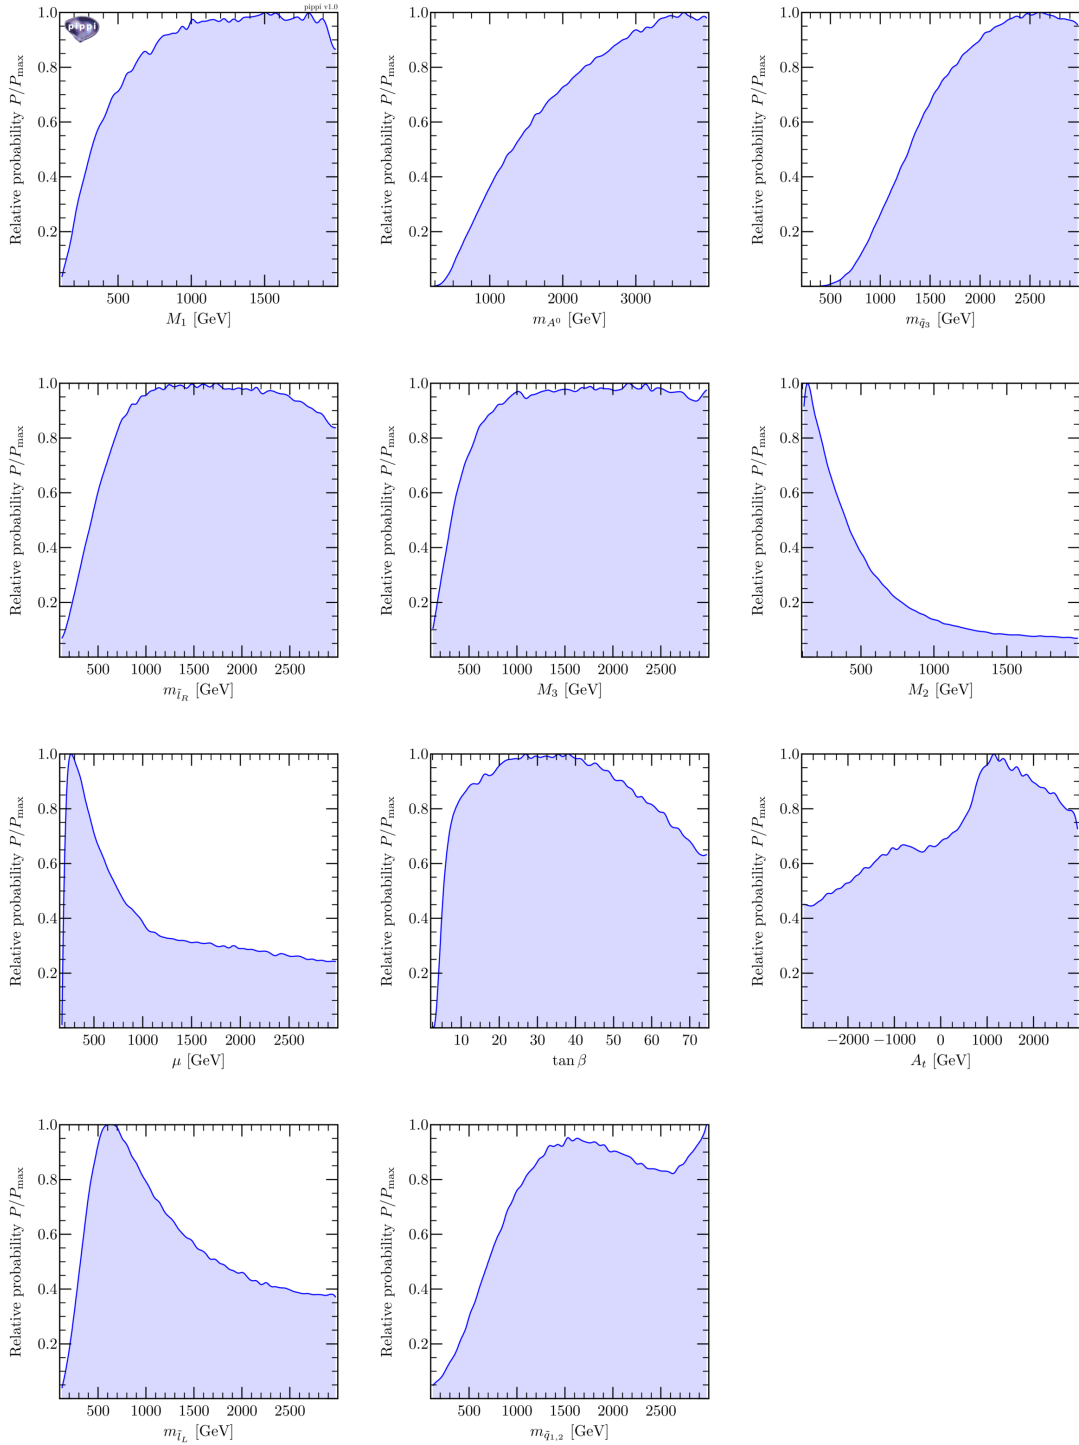 pippi v1.0
pippi
Relative probability P/P_max
1.0
0.8
0.6
0.4
0.2
500 1000 1500
M_1 [GeV]
Relative probability P/P_max
1.0
0.8
0.6
0.4
0.2
1000 2000 3000
m_{A^0} [GeV]
Relative probability P/P_max
1.0
0.8
0.6
0.4
0.2
500 1000 1500 2000 2500
m_{q̃_3} [GeV]
Relative probability P/P_max
1.0
0.8
0.6
0.4
0.2
500 1000 1500 2000 2500
m_{l̃_R} [GeV]
Relative probability P/P_max
1.0
0.8
0.6
0.4
0.2
500 1000 1500 2000 2500
M_3 [GeV]
Relative probability P/P_max
1.0
0.8
0.6
0.4
0.2
500 1000 1500
M_2 [GeV]
Relative probability P/P_max
1.0
0.8
0.6
0.4
0.2
500 1000 1500 2000 2500
μ [GeV]
Relative probability P/P_max
1.0
0.8
0.6
0.4
0.2
10 20 30 40 50 60 70
tan β
Relative probability P/P_max
1.0
0.8
0.6
0.4
0.2
−2000 −1000 0 1000 2000
A_t [GeV]
Relative probability P/P_max
1.0
0.8
0.6
0.4
0.2
500 1000 1500 2000 2500
m_{l̃_L} [GeV]
Relative probability P/P_max
1.0
0.8
0.6
0.4
0.2
500 1000 1500 2000 2500
m_{q̃_{1,2}} [GeV]